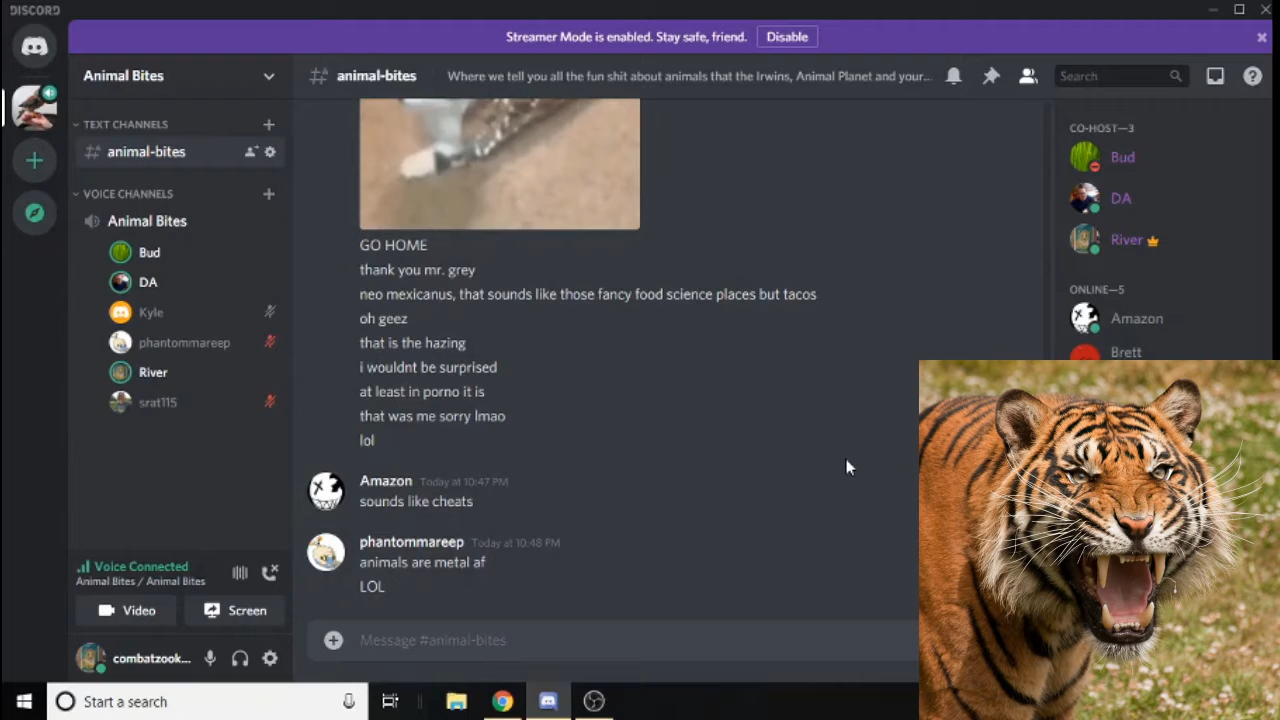 DISCORD
Streamer Mode is enabled. Stay safe, friend.
Disable
Animal Bites
animal-bites
Where we tell you all the fun shit about animals that the Irwins, Animal Planet and your...
Search
TEXT CHANNELS
animal-bites
VOICE CHANNELS
Animal Bites
Bud
DA
Kyle
phantommareep
River
srat115
Voice Connected
Animal Bites / Animal Bites
Video
Screen
combatzook...
GO HOME
thank you mr. grey
neo mexicanus, that sounds like those fancy food science places but tacos
oh geez
that is the hazing
i wouldnt be surprised
at least in porno it is
that was me sorry lmao
lol
Amazon Today at 10:47 PM
sounds like cheats
phantommareep Today at 10:48 PM
animals are metal af
LOL
Message #animal-bites
CO-HOST—3
Bud
DA
River
ONLINE—5
Amazon
Brett
Start a search